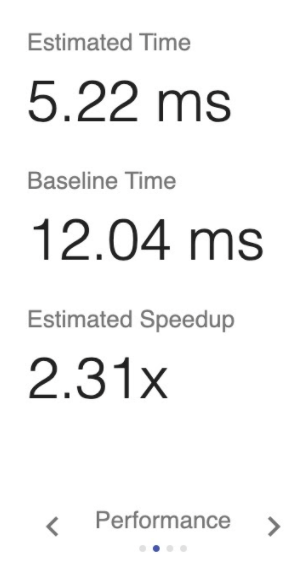 Estimated Time
5.22 ms
Baseline Time
12.04 ms
Estimated Speedup
2.31x
Performance